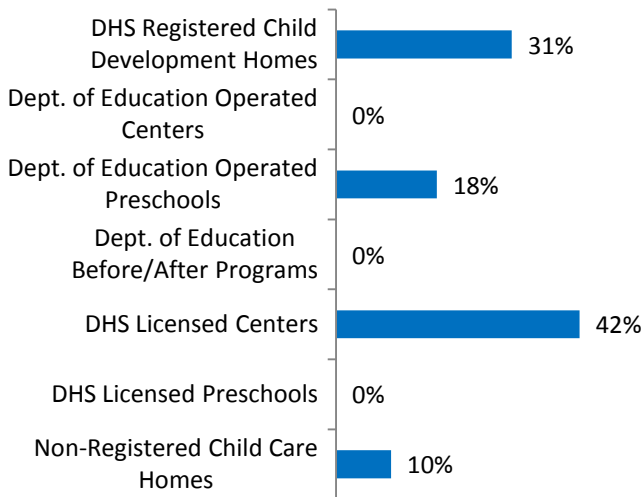 DHS Registered Child
Development Homes
31%
Dept. of Education Operated
Centers
0%
Dept. of Education Operated
Preschools
18%
Dept. of Education
Before/After Programs
0%
DHS Licensed Centers
42%
DHS Licensed Preschools
0%
Non-Registered Child Care
Homes
10%